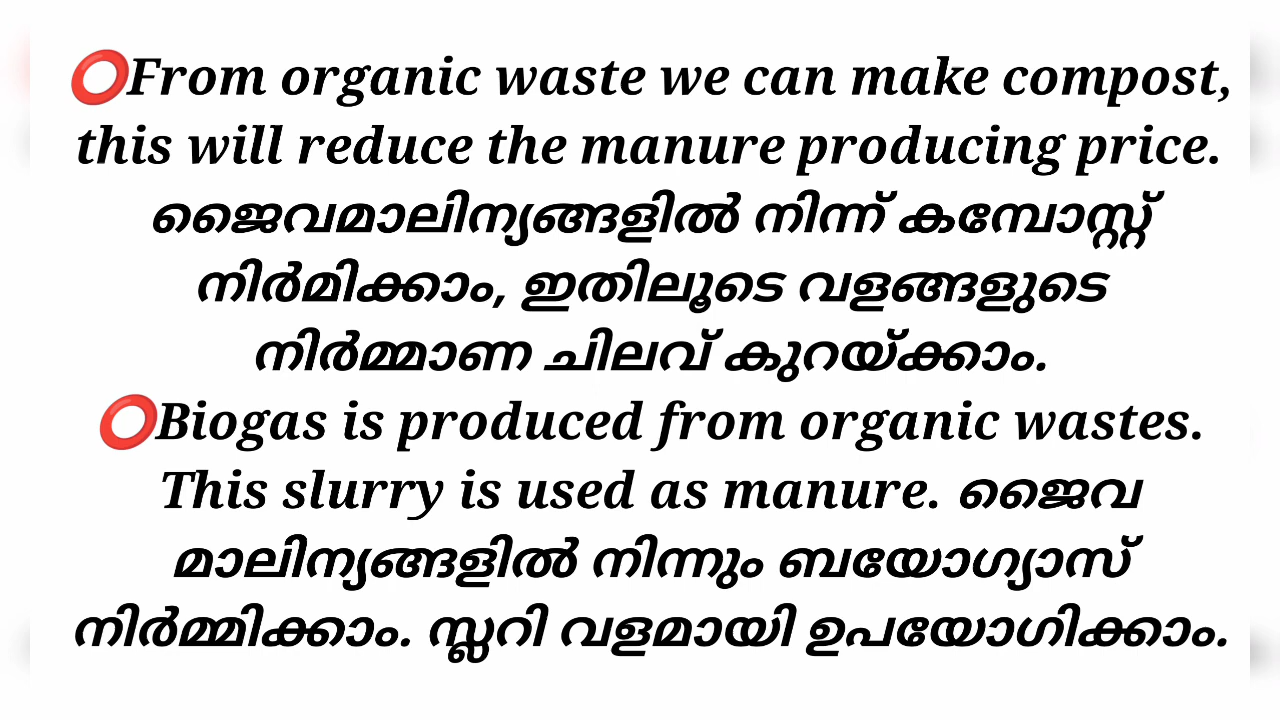 ⭕From organic waste we can make compost,
this will reduce the manure producing price.
ജൈവമാലിന്യങ്ങളിൽ നിന്ന് കമ്പോസ്റ്റ്
നിർമിക്കാം, ഇതിലൂടെ വളങ്ങളുടെ
നിർമ്മാണ ചിലവ് കുറയ്ക്കാം.
⭕Biogas is produced from organic wastes.
This slurry is used as manure. ജൈവ
മാലിന്യങ്ങളിൽ നിന്നും ബയോഗ്യാസ്
നിർമ്മിക്കാം. സ്ലറി വളമായി ഉപയോഗിക്കാം.